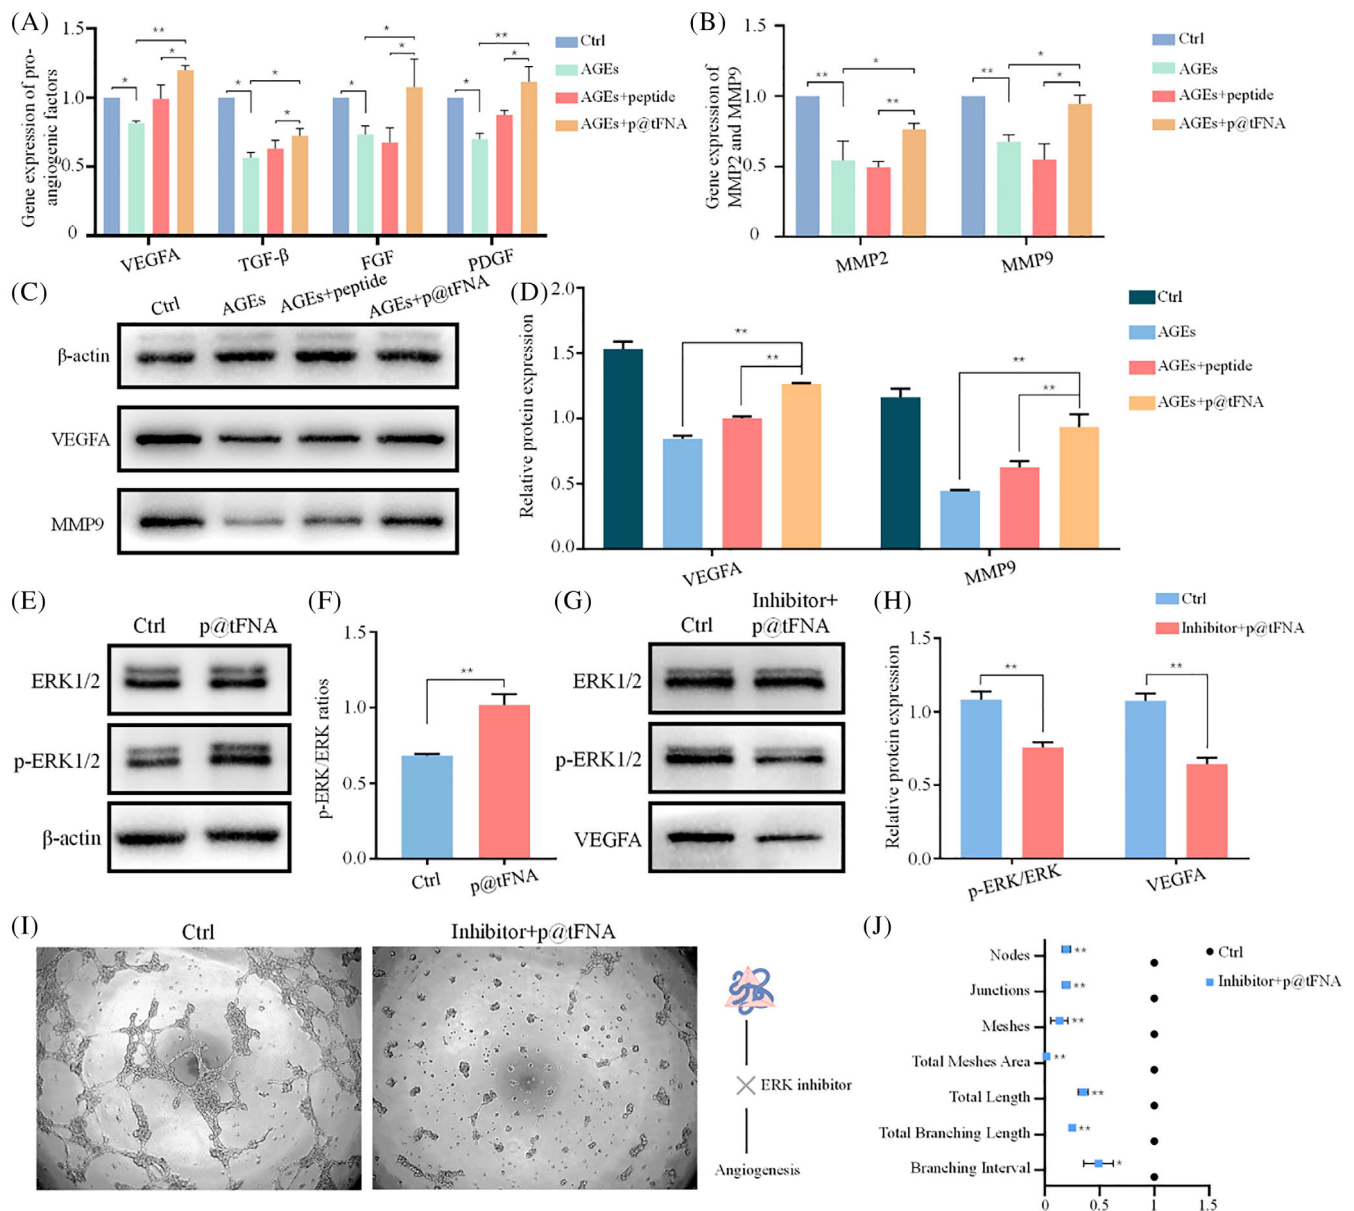 (A)
Gene expression of pro-
angiogenic factors
1.5
1.0
0.5
0
* ** *
* * *
* * *
* ** *
VEGFA
TGF-β
FGF
PDGF
Ctrl
AGEs
AGEs+peptide
AGEs+p@tFNA
(B)
Gene expression of
MMP2 and MMP9
1.5
1.0
0.5
0
** * **
** * *
MMP2
MMP9
Ctrl
AGEs
AGEs+peptide
AGEs+p@tFNA
(C)
Ctrl
AGEs
AGEs+peptide
AGEs+p@tFNA
β-actin
VEGFA
MMP9
(D)
Relative protein expression
2.0
1.5
1.0
0.5
0.0
** **
** **
VEGFA
MMP9
Ctrl
AGEs
AGEs+peptide
AGEs+p@tFNA
(E)
Ctrl
p@tFNA
ERK1/2
p-ERK1/2
β-actin
(F)
p-ERK/ERK ratios
1.5
1.0
0.5
0.0
**
Ctrl
p@tFNA
(G)
Ctrl
Inhibitor+
p@tFNA
ERK1/2
p-ERK1/2
VEGFA
(H)
Relative protein expression
1.5
1.0
0.5
0.0
**
**
p-ERK/ERK
VEGFA
Ctrl
Inhibitor+p@tFNA
(I)
Ctrl
Inhibitor+p@tFNA
ERK inhibitor
Angiogenesis
(J)
Nodes **
Junctions **
Meshes **
Total Meshes Area **
Total Length **
Total Branching Length **
Branching Interval *
0 0.5 1 1.5
Ctrl
Inhibitor+p@tFNA